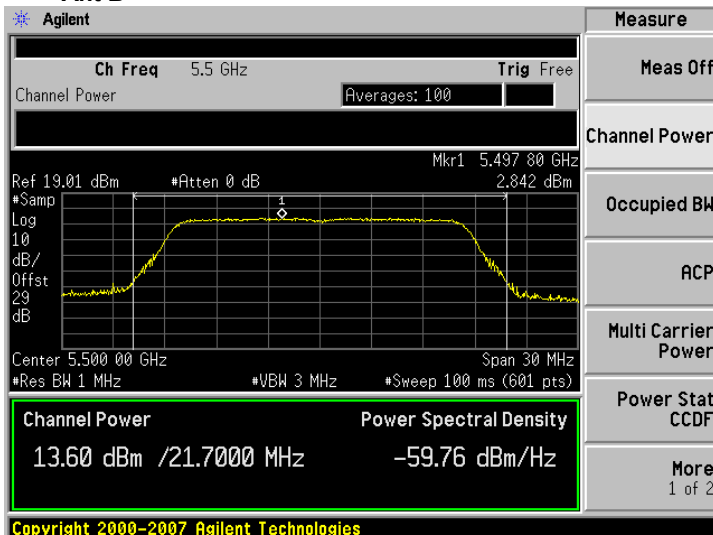 Agilent
Measure
Ch Freq 5.5 GHz Trig Free
Channel Power Averages: 100
Mkr1 5.497 80 GHz
Ref 19.01 dBm #Atten 0 dB 2.842 dBm
#Samp
Log
10
dB/
Offst
29
dB
1
Center 5.500 00 GHz Span 30 MHz
#Res BW 1 MHz #VBW 3 MHz #Sweep 100 ms (601 pts)
Channel Power Power Spectral Density
13.60 dBm /21.7000 MHz -59.76 dBm/Hz
Copyright 2000-2007 Agilent Technologies
Meas Off
Channel Power
Occupied BW
ACP
Multi Carrier
Power
Power Stat
CCDF
More
1 of 2